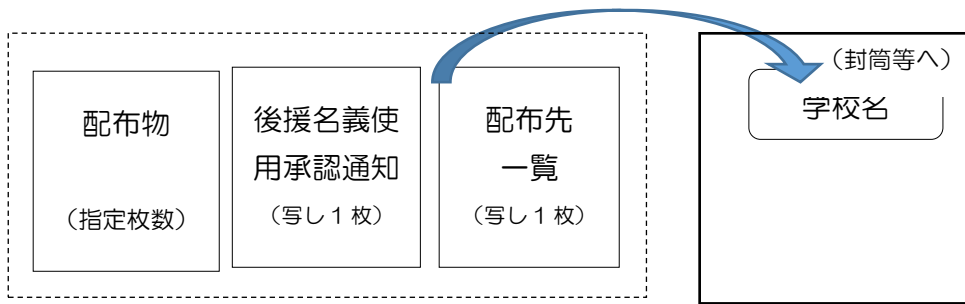 配布物
（指定枚数）
後援名義使
用承認通知
（写し１枚）
配布先
一覧
（写し１枚）
（封筒等へ）
学校名